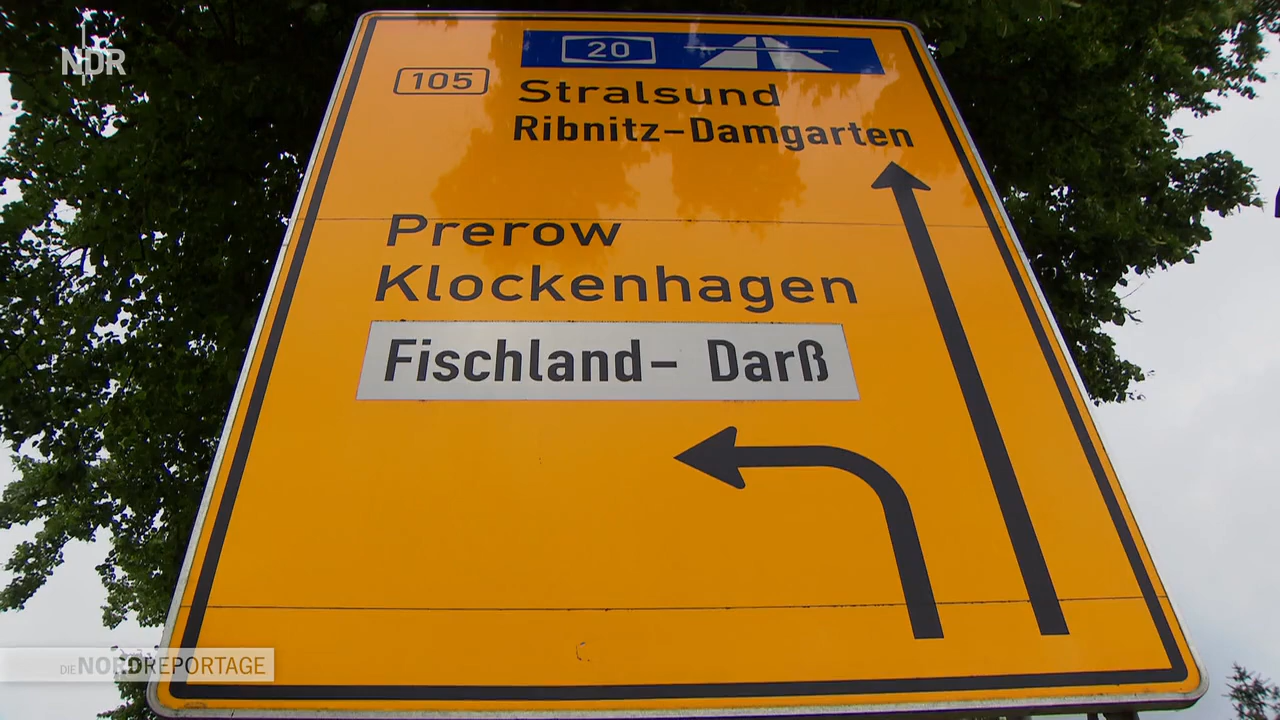 NDR
20
105
Stralsund
Ribnitz-Damgarten
Prerow
Klockenhagen
Fischland- Darß
DIE NORDREPORTAGE